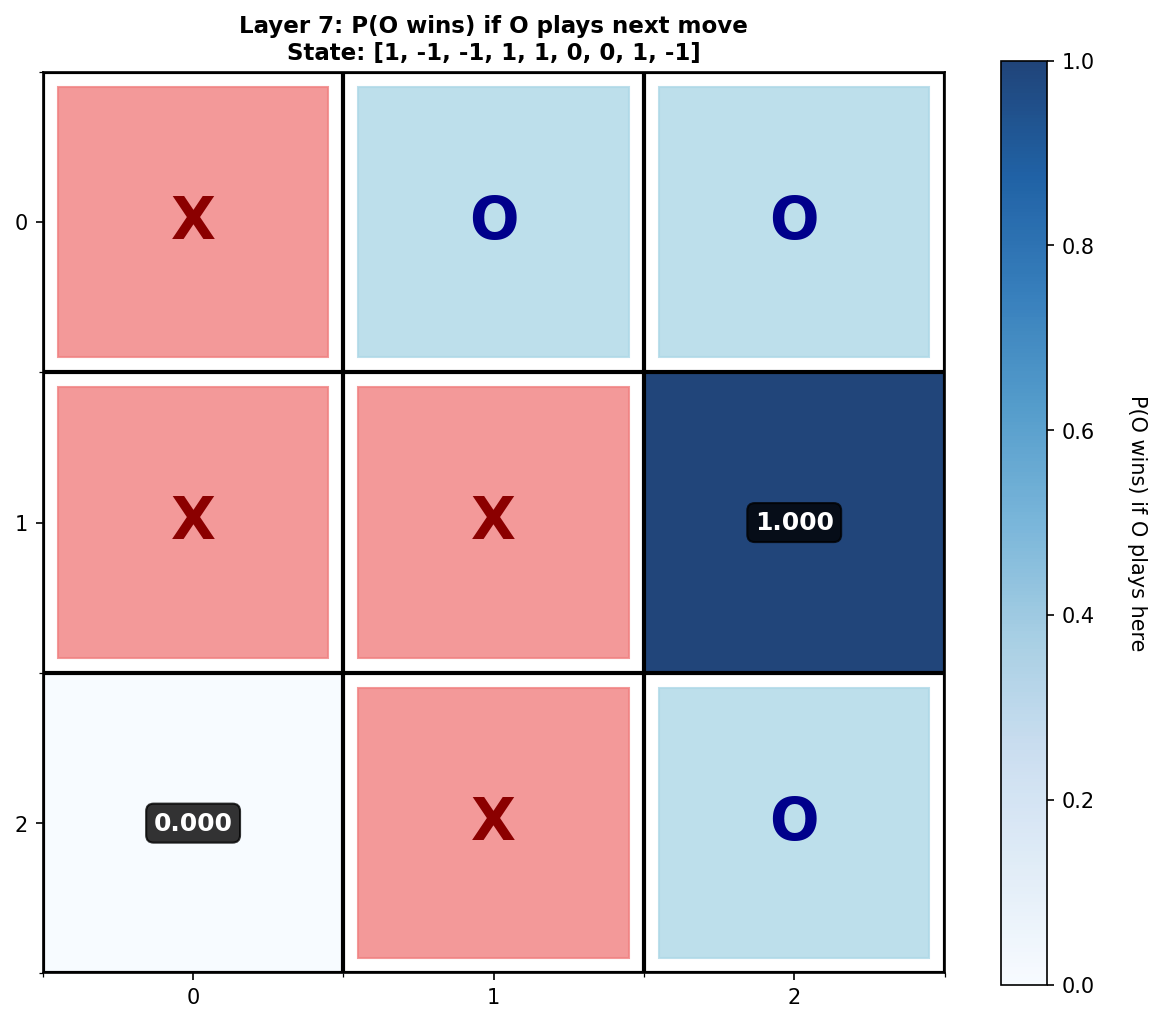 Layer 7: P(O wins) if O plays next move
State: [1, -1, -1, 1, 1, 0, 0, 1, -1]
0
X
O
O
1
X
X
1.000
2
0.000
X
O
0
1
2
1.0
0.8
0.6
0.4
0.2
0.0
P(O wins) if O plays here